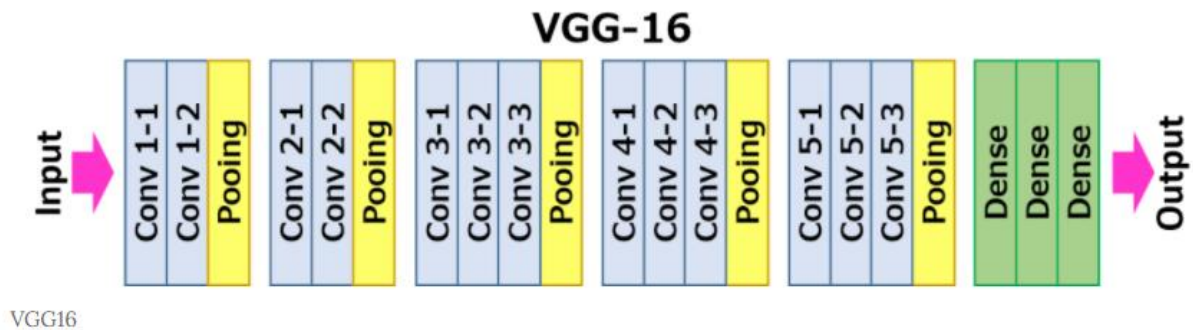 VGG-16
Input
Conv 1-1
Conv 1-2
Pooing
Conv 2-1
Conv 2-2
Pooing
Conv 3-1
Conv 3-2
Conv 3-3
Pooing
Conv 4-1
Conv 4-2
Conv 4-3
Pooing
Conv 5-1
Conv 5-2
Conv 5-3
Pooing
Dense
Dense
Dense
Output
VGG16